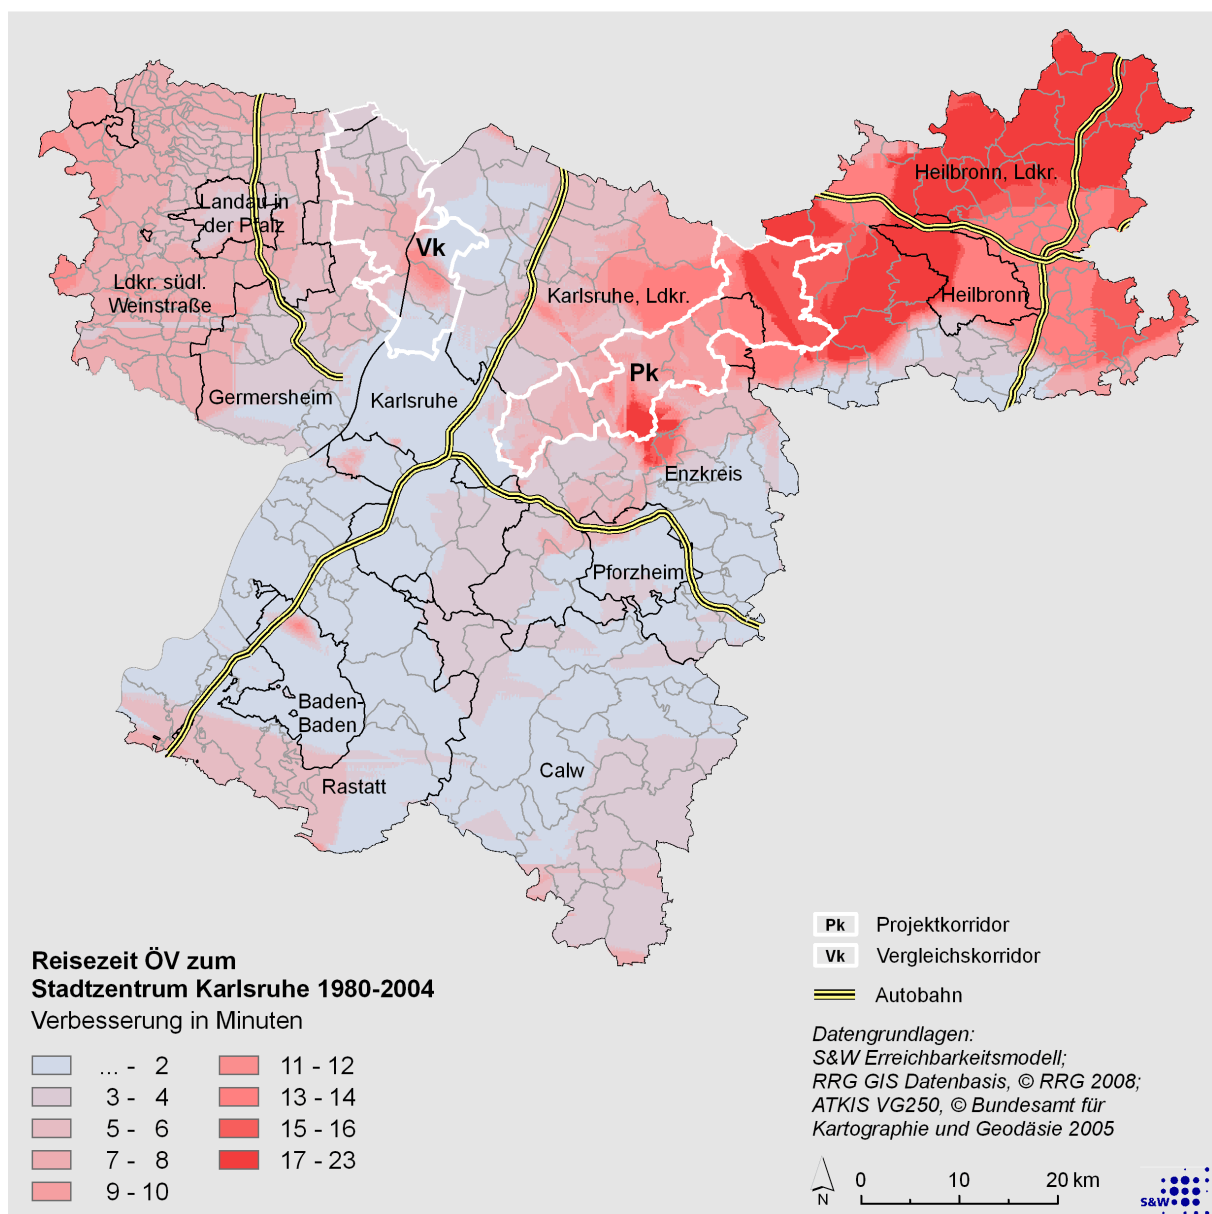 Landau in
der Pfalz
Ldkr. südl.
Weinstraße
Germersheim
Vk
Karlsruhe, Ldkr.
Karlsruhe
Pk
Heilbronn, Ldkr.
Heilbronn
Enzkreis
Pforzheim
Baden-
Baden
Rastatt
Calw
Reisezeit ÖV zum
Stadtzentrum Karlsruhe 1980-2004
Verbesserung in Minuten
... - 2
3 - 4
5 - 6
7 - 8
9 - 10
11 - 12
13 - 14
15 - 16
17 - 23
Pk Projektkorridor
Vk Vergleichskorridor
Autobahn
Datengrundlagen:
S&W Erreichbarkeitsmodell;
RRG GIS Datenbasis, © RRG 2008;
ATKIS VG250, © Bundesamt für
Kartographie und Geodäsie 2005
N
0 10 20 km
S&W